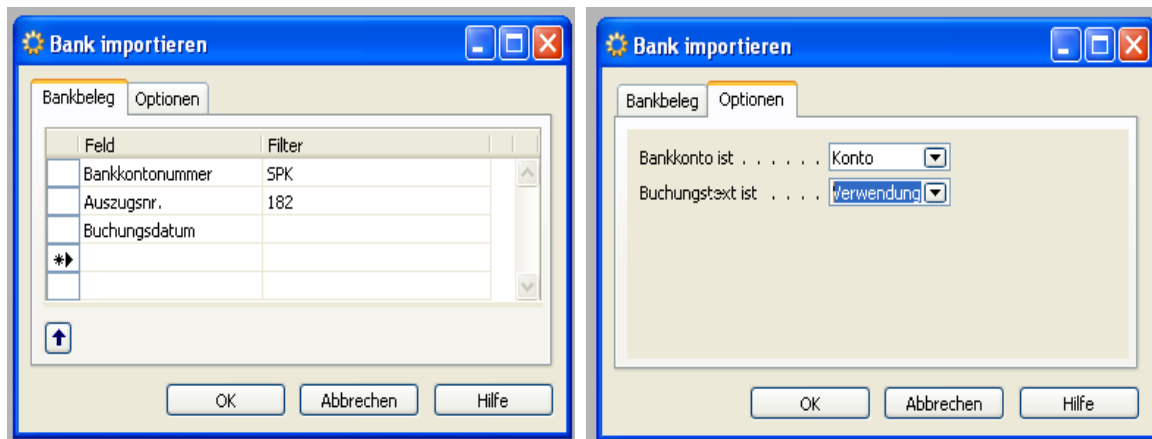 Bank importieren
Bankbeleg Optionen
Feld Filter
Bankkontonummer SPK
Auszugsnr. 182
Buchungsdatum
OK Abbrechen Hilfe
Bank importieren
Bankbeleg Optionen
Bankkonto ist . . . . . . Konto
Buchungstext ist . . . . Verwendung
OK Abbrechen Hilfe